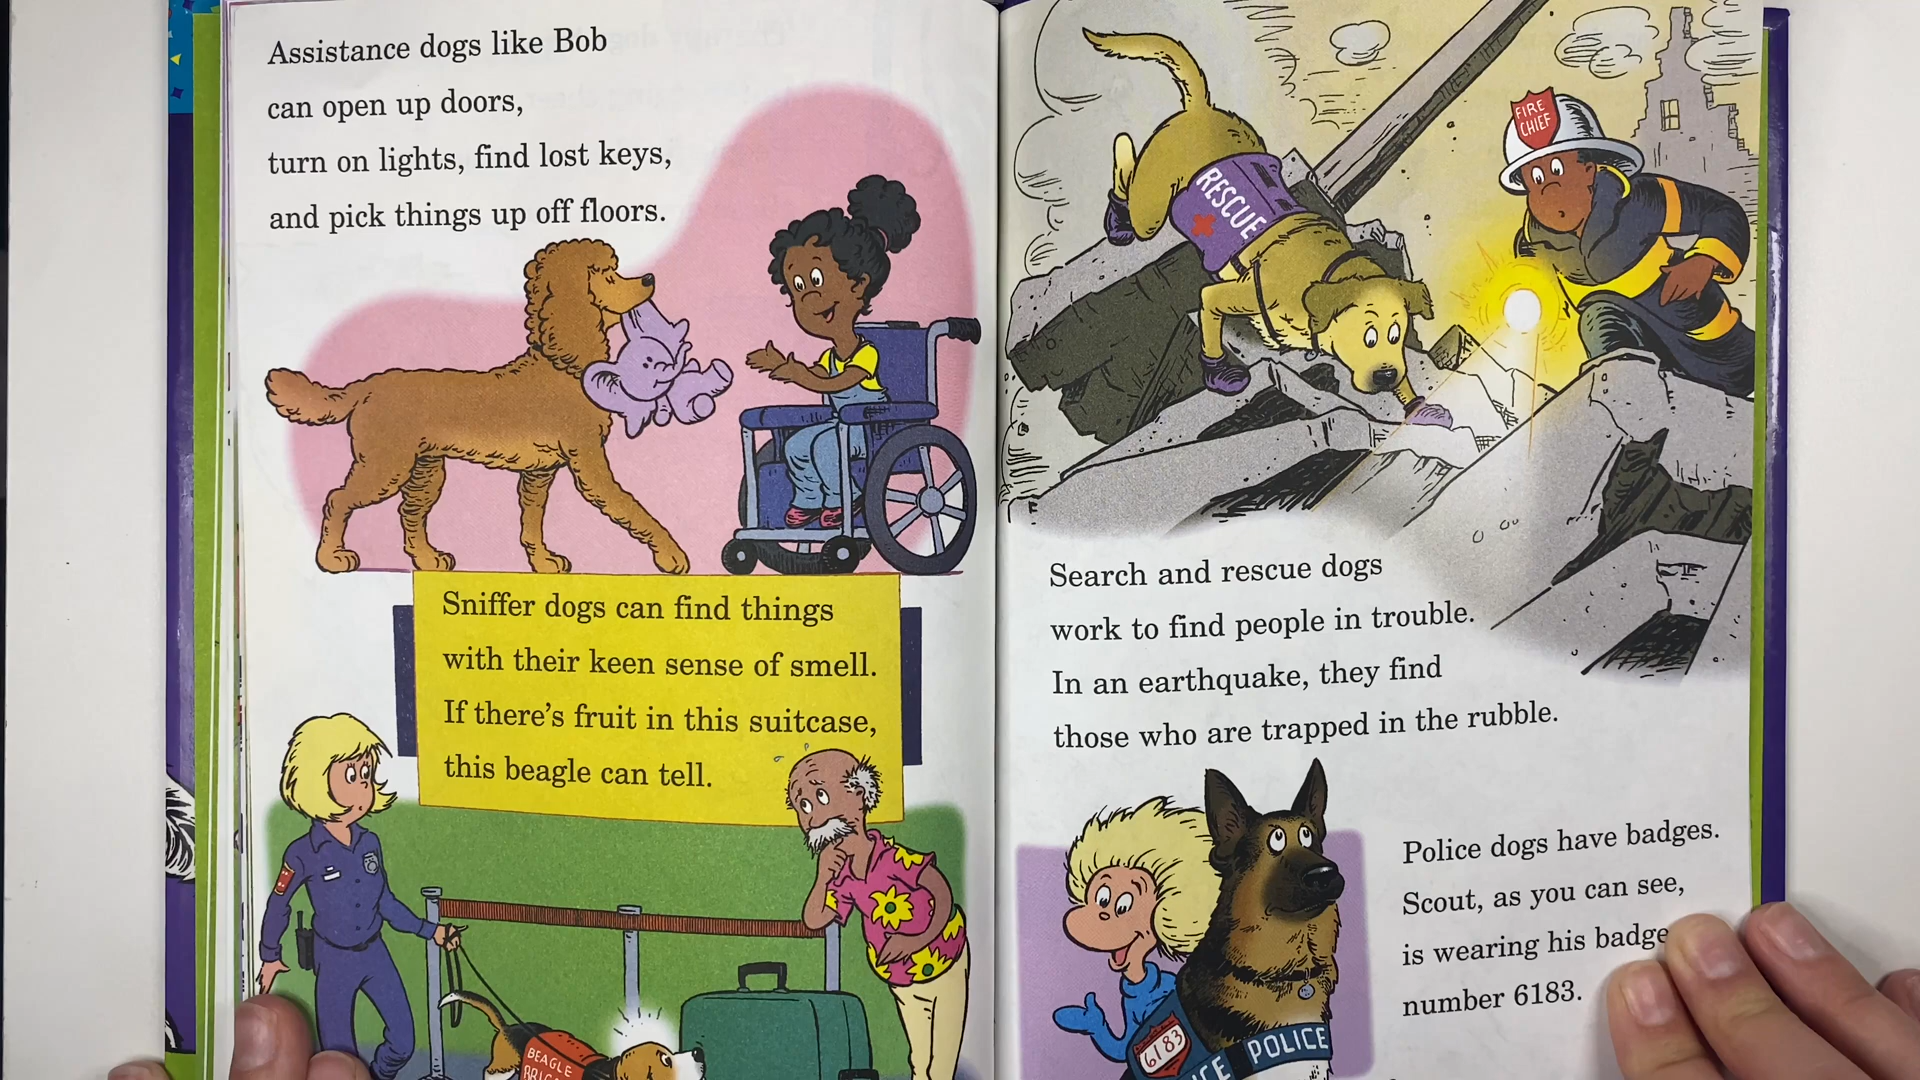 Assistance dogs like Bob
can open up doors,
turn on lights, find lost keys,
and pick things up off floors.
Sniffer dogs can find things
with their keen sense of smell.
If there's fruit in this suitcase,
this beagle can tell.
BEAGLE
FIRE
CHIEF
RESCUE
Search and rescue dogs
work to find people in trouble.
In an earthquake, they find
those who are trapped in the rubble.
Police dogs have badges.
Scout, as you can see,
is wearing his badge
number 6183.
6183
POLICE